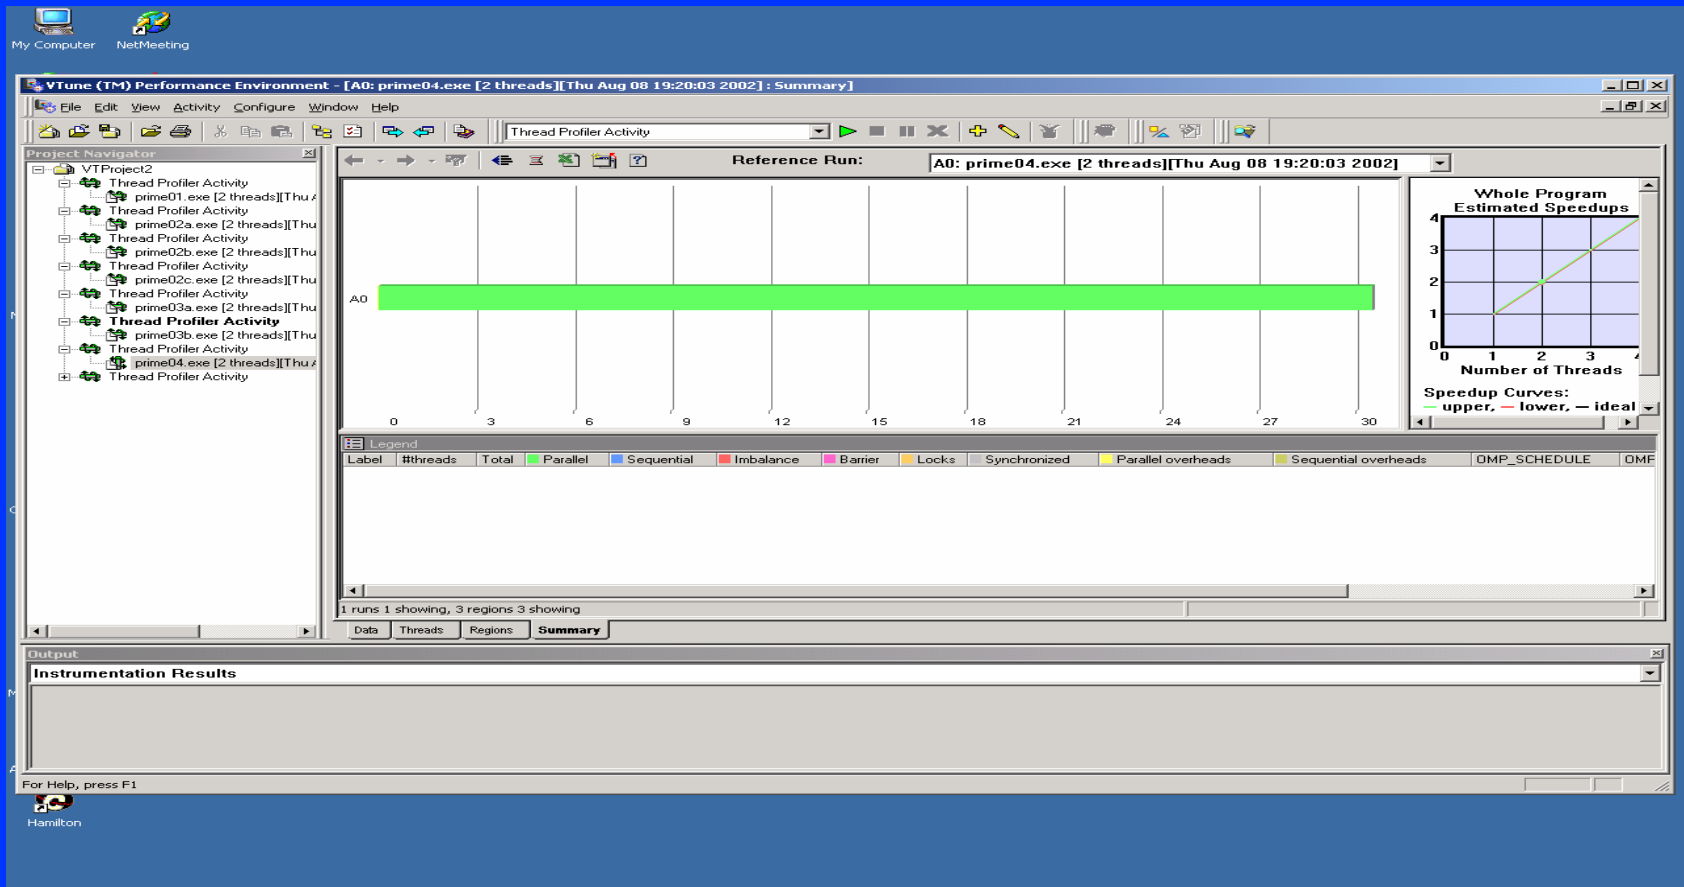 My Computer
NetMeeting
VTune (TM) Performance Environment - [A0: prime04.exe [2 threads][Thu Aug 08 19:20:03 2002] : Summary]
File Edit View Activity Configure Window Help
Thread Profiler Activity
Project Navigator
VTProject2
Thread Profiler Activity
prime01.exe [2 threads][Thu
Thread Profiler Activity
prime02a.exe [2 threads][Thu
Thread Profiler Activity
prime02b.exe [2 threads][Thu
Thread Profiler Activity
prime02c.exe [2 threads][Thu
Thread Profiler Activity
prime03a.exe [2 threads][Thu
Thread Profiler Activity
prime03b.exe [2 threads][Thu
Thread Profiler Activity
prime04.exe [2 threads][Thu
Thread Profiler Activity
Reference Run:
A0: prime04.exe [2 threads][Thu Aug 08 19:20:03 2002]
A0
0 3 6 9 12 15 18 21 24 27 30
Whole Program
Estimated Speedups
4
3
2
1
0
0 1 2 3 4
Number of Threads
Speedup Curves:
upper, lower, ideal
Legend
Label #threads Total Parallel Sequential Imbalance Barrier Locks Synchronized Parallel overheads Sequential overheads OMP_SCHEDULE
1 runs 1 showing, 3 regions 3 showing
Data Threads Regions Summary
Output
Instrumentation Results
For Help, press F1
Hamilton